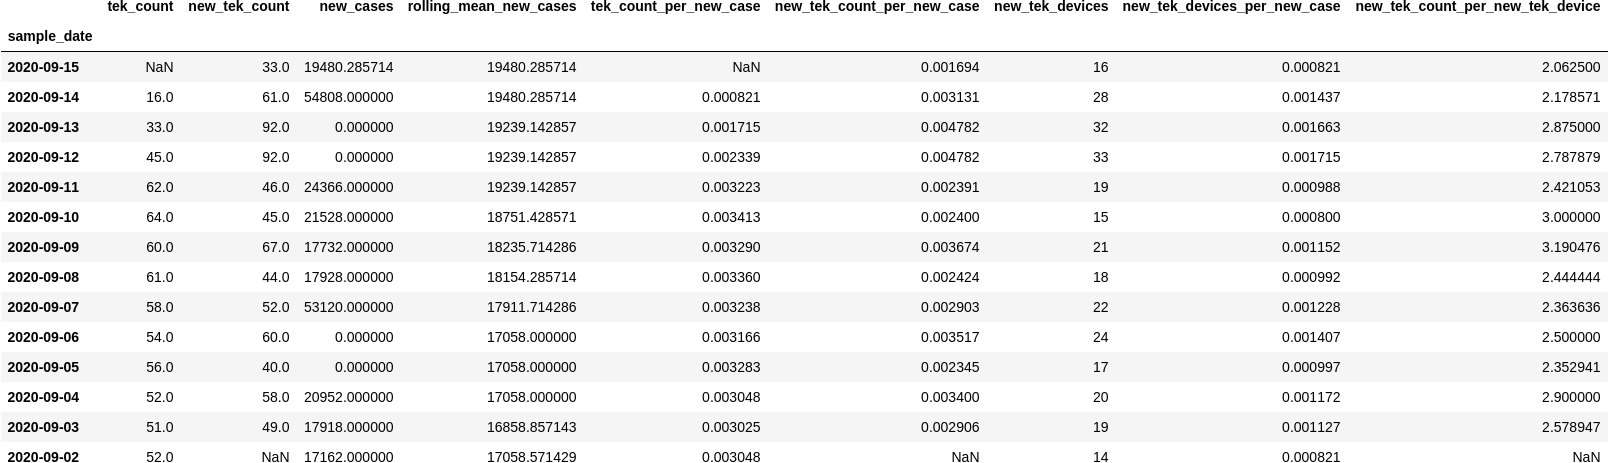 tek_count new_tek_count new_cases rolling_mean_new_cases tek_count_per_new_case new_tek_count_per_new_case new_tek_devices new_tek_devices_per_new_case new_tek_count_per_new_tek_device
sample_date
2020-09-15 NaN 33.0 19480.285714 19480.285714 NaN 0.001694 16 0.000821 2.062500
2020-09-14 16.0 61.0 54808.000000 19480.285714 0.000821 0.003131 28 0.001437 2.178571
2020-09-13 33.0 92.0 0.000000 19239.142857 0.001715 0.004782 32 0.001663 2.875000
2020-09-12 45.0 92.0 0.000000 19239.142857 0.002339 0.004782 33 0.001715 2.787879
2020-09-11 62.0 46.0 24366.000000 19239.142857 0.003223 0.002391 19 0.000988 2.421053
2020-09-10 64.0 45.0 21528.000000 18751.428571 0.003413 0.002400 15 0.000800 3.000000
2020-09-09 60.0 67.0 17732.000000 18235.714286 0.003290 0.003674 21 0.001152 3.190476
2020-09-08 61.0 44.0 17928.000000 18154.285714 0.003360 0.002424 18 0.000992 2.444444
2020-09-07 58.0 52.0 53120.000000 17911.714286 0.003238 0.002903 22 0.001228 2.363636
2020-09-06 54.0 60.0 0.000000 17058.000000 0.003166 0.003517 24 0.001407 2.500000
2020-09-05 56.0 40.0 0.000000 17058.000000 0.003283 0.002345 17 0.000997 2.352941
2020-09-04 52.0 58.0 20952.000000 17058.000000 0.003048 0.003400 20 0.001172 2.900000
2020-09-03 51.0 49.0 17918.000000 16858.857143 0.003025 0.002906 19 0.001127 2.578947
2020-09-02 52.0 NaN 17162.000000 17058.571429 0.003048 NaN 14 0.000821 NaN